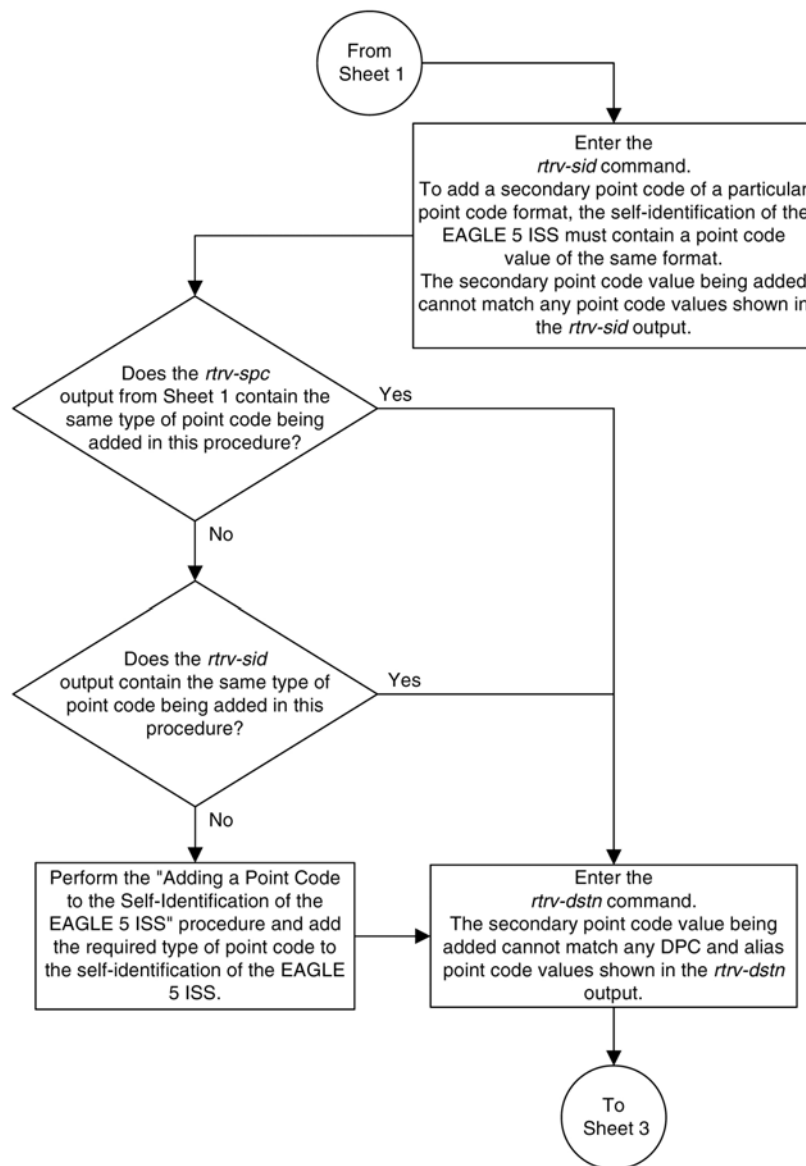 From
Sheet 1
Enter the
rtrv-sid command.
To add a secondary point code of a particular
point code format, the self-identification of the
EAGLE 5 ISS must contain a point code
value of the same format.
The secondary point code value being added
cannot match any point code values shown in
the rtrv-sid output.
Does the rtrv-spc
output from Sheet 1 contain the
same type of point code being
added in this procedure?
Yes
No
Does the rtrv-sid
output contain the same type of
point code being added in this
procedure?
Yes
No
Perform the "Adding a Point Code
to the Self-Identification of the
EAGLE 5 ISS" procedure and add
the required type of point code to
the self-identification of the EAGLE
5 ISS.
Enter the
rtrv-dstn command.
The secondary point code value being
added cannot match any DPC and alias
point code values shown in the rtrv-dstn
output.
To
Sheet 3